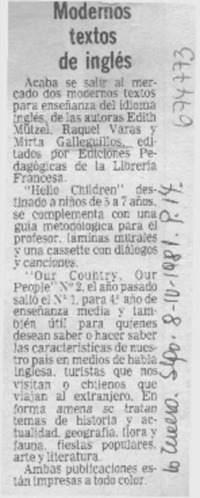 Modernos
textos
de inglés
Acaba se salir al mer-
cado dos modernos textos
para enseñanza del idioma
inglés, de las autoras Edith
Mützel, Raquel Varas y
Mirta Galleguillos, edi-
tados por Ediciones Pe-
dagógicas de la Librería
Francesa.
"Hello Children" des-
tinado a niños de 5 a 7 años,
se complementa con una
guía metodológica para el
profesor, láminas murales
y una cassette con diálogos
y canciones.
"Our Country, Our
People" Nº 2, el año pasado
salió el Nº 1, para 4º año de
enseñanza media y tam-
bién útil para quienes
desean saber o hacer saber
las características de nues-
tro país en medios de habla
inglesa, turistas que nos
visitan o chilenos que
viajan al extranjero. En
forma amena se tratan
temas de historia y ac-
tualidad, geografía, flora y
fauna, fiestas populares,
arte y literatura.
Ambas publicaciones es-
tán impresas a todo color.
674773
8-10-1981. P. 14